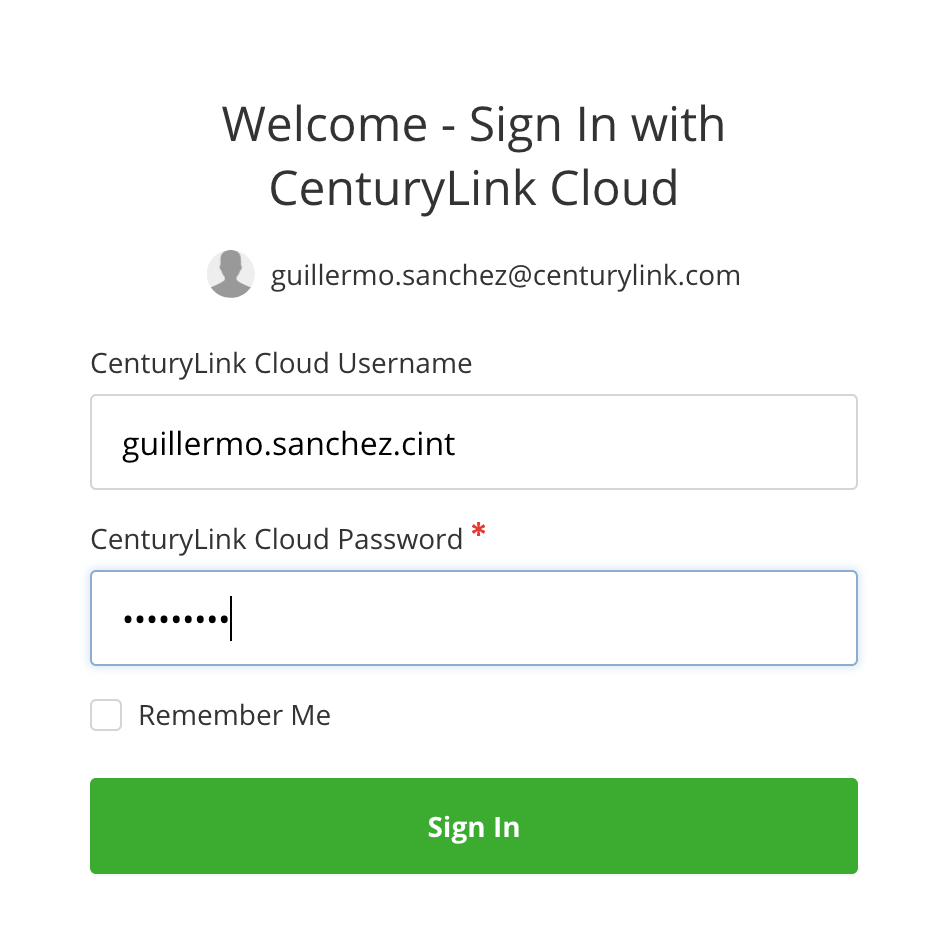 Welcome - Sign In with
CenturyLink Cloud
guillermo.sanchez@centurylink.com
CenturyLink Cloud Username
guillermo.sanchez.cint
CenturyLink Cloud Password *
•••••••••
Remember Me
Sign In